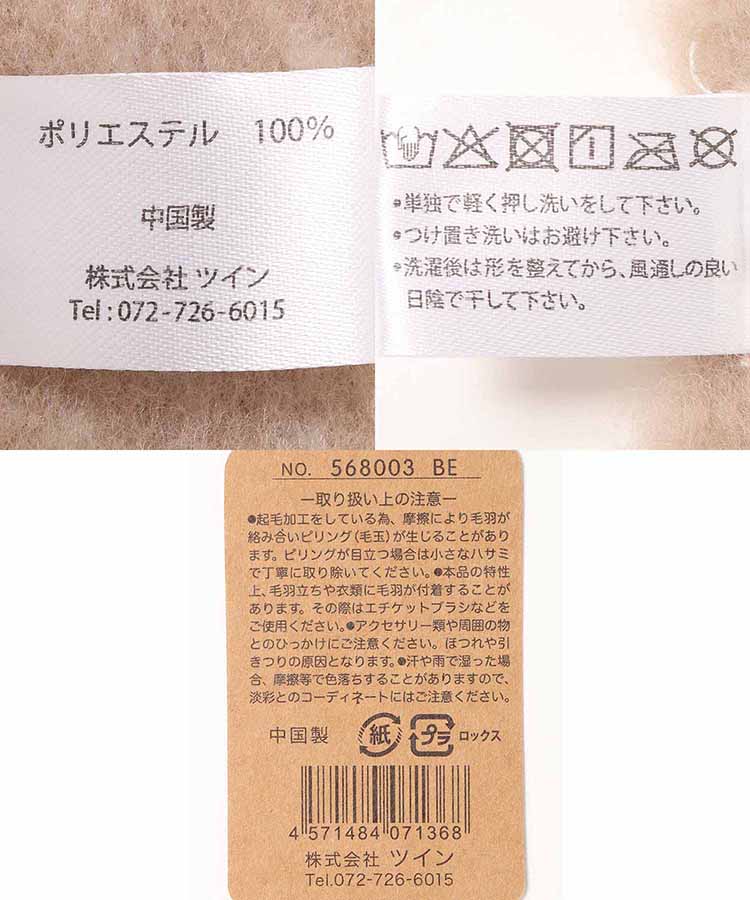 ポリエステル 100%
中国製
株式会社 ツイン
Tel : 072-726-6015
•単独で軽く押し洗いをして下さい。
•つけ置き洗いはお避け下さい。
•洗濯後は形を整えてから、風通しの良い
日陰で干して下さい。
NO. 568003 BE
ー取り扱い上の注意ー
●起毛加工をしている為、摩擦により毛羽が
絡み合いピリング(毛玉)が生じることがあり
ます。ピリングが目立つ場合は小さなハサミ
で丁寧に取り除いてください。●本品の特性
上、毛羽立ちや衣類に毛羽が付着することが
あります。その際はエチケットブラシなどを
ご使用ください。●アクセサリー類や周囲の物
とのひっかけにご注意ください。ほつれや引
きつりの原因となります。●汗や雨で湿った場
合、摩擦等で色落ちすることがありますので、
淡彩とのコーディネートにはご注意ください。
中国製 紙 プラ ロックス
4 571484 071368
株式会社 ツイン
Tel.072-726-6015